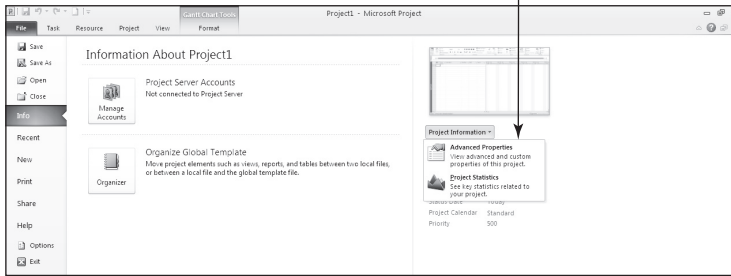 Gantt Chart Tools
Project1 - Microsoft Project
File Task Resource Project View Format
Save
Save As
Open
Close
Info
Recent
New
Print
Share
Help
Options
Exit
Information About Project1
Manage Accounts
Project Server Accounts
Not connected to Project Server
Organizer
Organize Global Template
Move project elements such as views, reports, and tables between two local files,
or between a local file and the global template file.
Project Information
Advanced Properties
View advanced and custom
properties of this project.
Project Statistics
See key statistics related to
your project.
Status Date Today
Project Calendar Standard
Priority 500